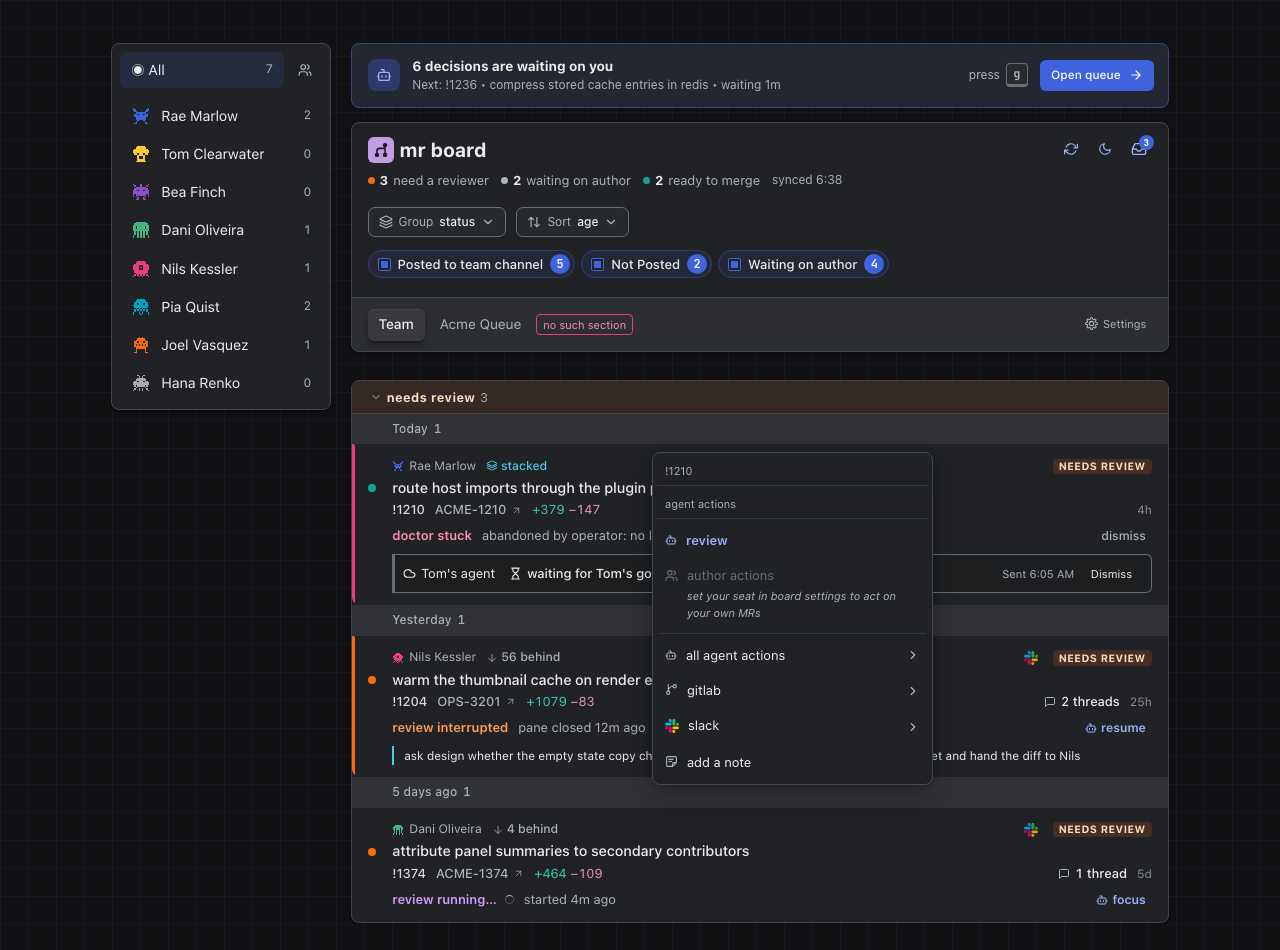 All 7
Rae Marlow 2
Tom Clearwater 0
Bea Finch 0
Dani Oliveira 1
Nils Kessler 1
Pia Quist 2
Joel Vasquez 1
Hana Renko 0
6 decisions are waiting on you
Next: !1236 • compress stored cache entries in redis • waiting 1m
press g Open queue →
mr board
3
3 need a reviewer 2 waiting on author 2 ready to merge synced 6:38
Group status Sort age
Posted to team channel 5 Not Posted 2 Waiting on author 4
Team Acme Queue no such section Settings
needs review 3
Today 1
Rae Marlow stacked NEEDS REVIEW
route host imports through the plugin
!1210 ACME-1210 ↗ +379 −147 4h
doctor stuck abandoned by operator: no dismiss
Tom's agent waiting for Tom's go Sent 6:05 AM Dismiss
Yesterday 1
Nils Kessler ↓ 56 behind NEEDS REVIEW
warm the thumbnail cache on render
!1204 OPS-3201 ↗ +1079 −83 2 threads 25h
review interrupted pane closed 12m ago resume
ask design whether the empty state copy et and hand the diff to Nils
5 days ago 1
Dani Oliveira ↓ 4 behind NEEDS REVIEW
attribute panel summaries to secondary contributors
!1374 ACME-1374 ↗ +464 −109 1 thread 5d
review running... started 4m ago focus
!1210
agent actions
review
author actions
set your seat in board settings to act on
your own MRs
all agent actions
gitlab
slack
add a note